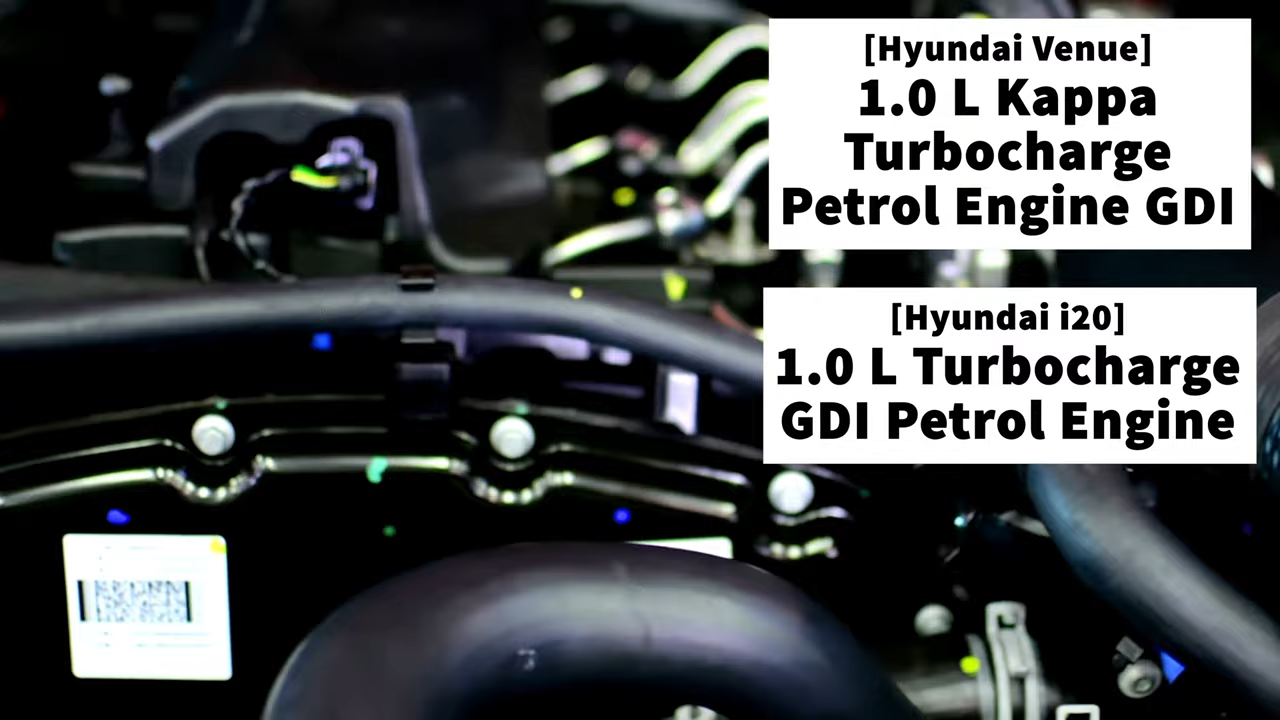 [Hyundai Venue]
1.0 L Kappa
Turbocharge
Petrol Engine GDI
[Hyundai i20]
1.0 L Turbocharge
GDI Petrol Engine